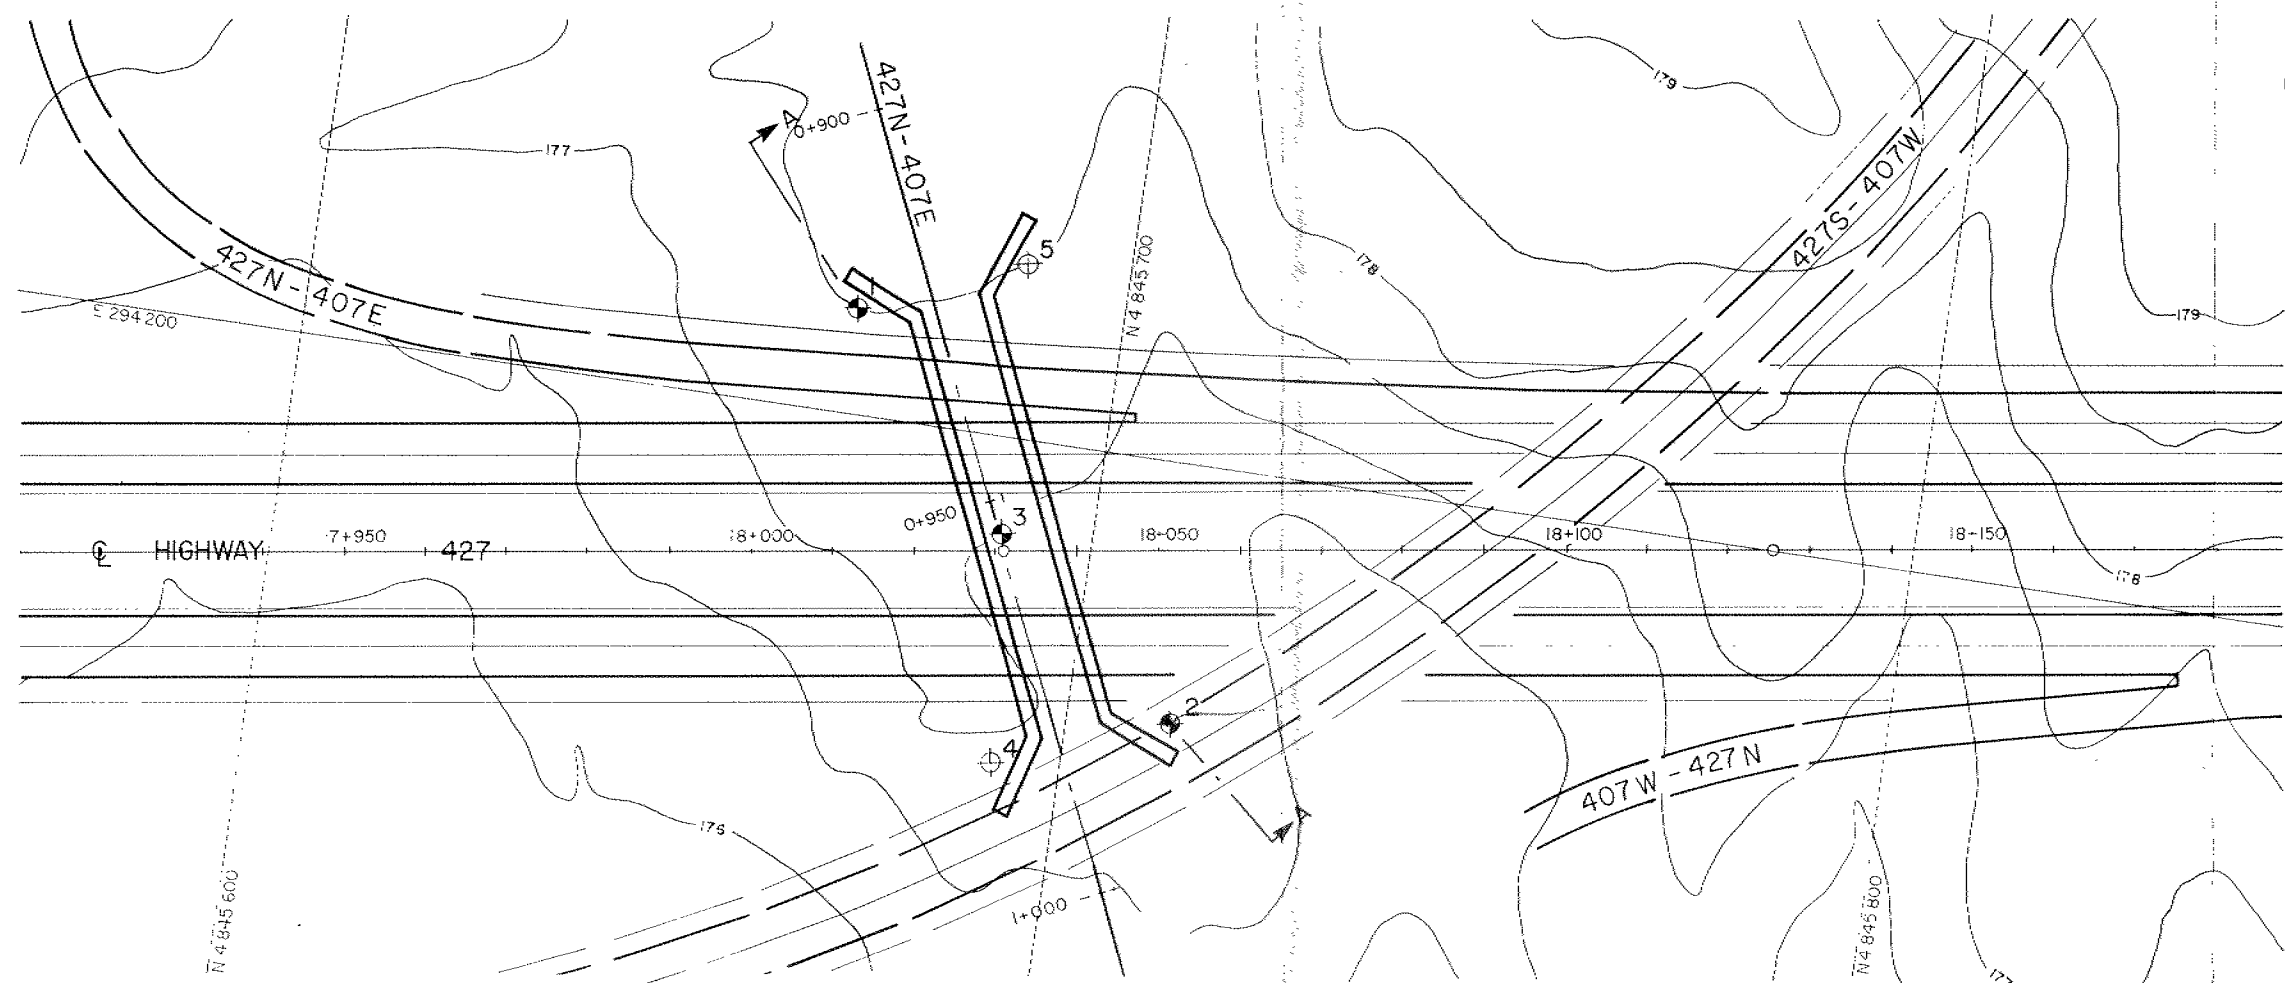 179
A
0+900
427N-407E
177
427S-407W
5
N 4 845 700
178
427N-407E
1
E 294 200
179
3
0+950
7+950
18+000
18+050
18+100
18+150
℄ HIGHWAY 427
178
2
4
407W-427N
A
176
N 4 845 600
1+000
N 4 845 800
177